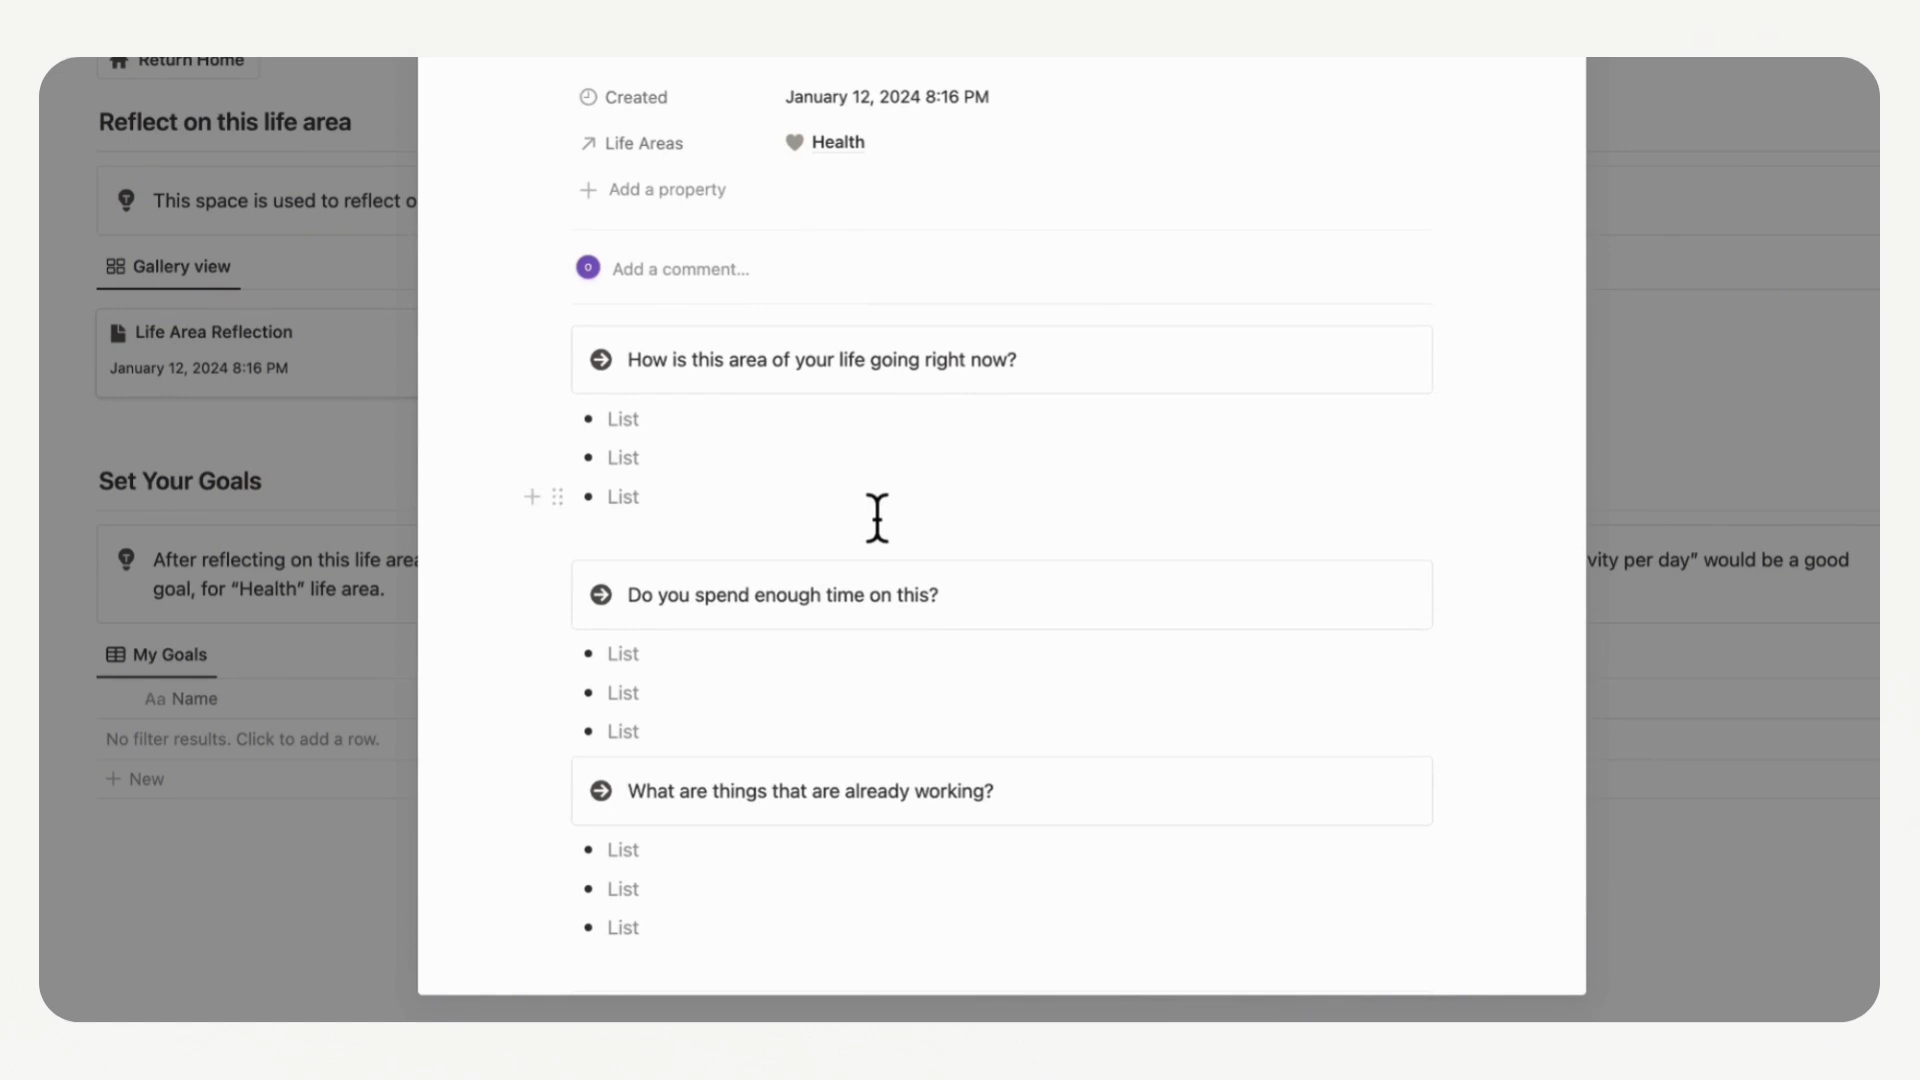 Return Home
Reflect on this life area
This space is used to reflect o
Gallery view
Life Area Reflection
January 12, 2024 8:16 PM
Set Your Goals
After reflecting on this life area
goal, for “Health” life area.
vity per day” would be a good
My Goals
Aa Name
No filter results. Click to add a row.
New
Created
January 12, 2024 8:16 PM
Life Areas
Health
Add a property
O
Add a comment...
How is this area of your life going right now?
• List
• List
• List
Do you spend enough time on this?
• List
• List
• List
What are things that are already working?
• List
• List
• List